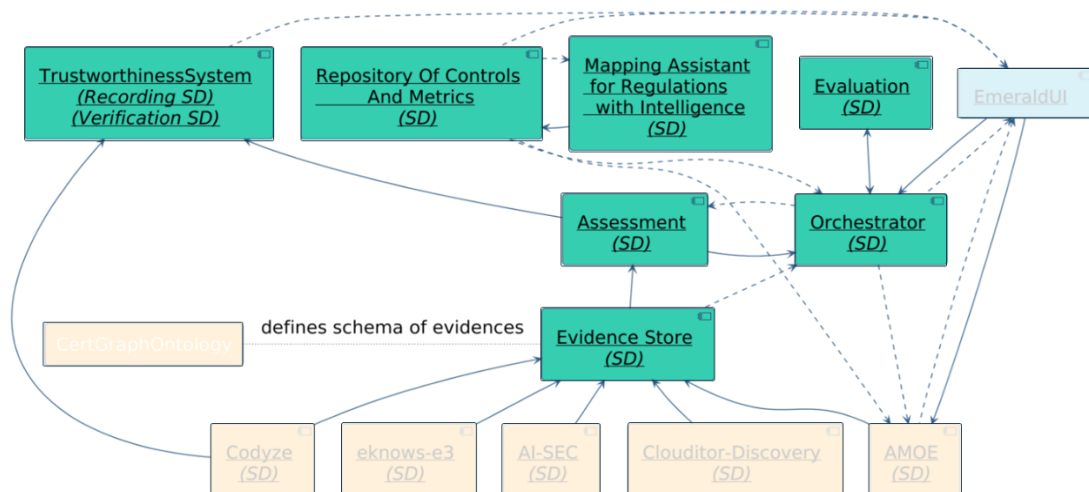 TrustworthinessSystem
(Recording SD)
(Verification SD)
Repository Of Controls
And Metrics
(SD)
Mapping Assistant
for Regulations
with Intelligence
(SD)
Evaluation
(SD)
EmeraldUI
Assessment
(SD)
Orchestrator
(SD)
CertGraphOntology
defines schema of evidences
Evidence Store
(SD)
Codyze
(SD)
eknows-e3
(SD)
AI-SEC
(SD)
Clouditor-Discovery
(SD)
AMOE
(SD)